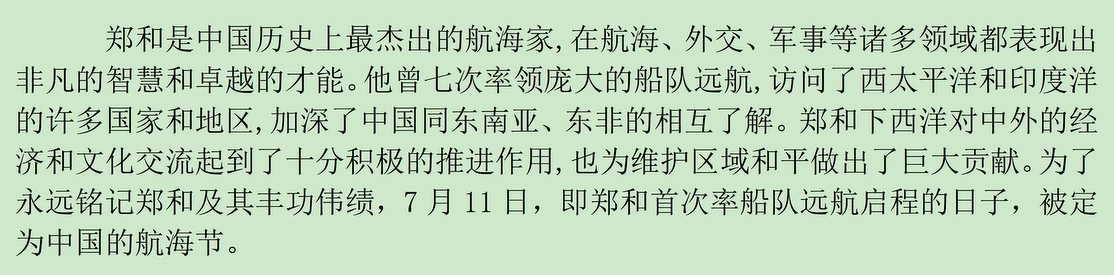 郑和是中国历史上最杰出的航海家,在航海、外交、军事等诸多领域都表现出
非凡的智慧和卓越的才能。他曾七次率领庞大的船队远航,访问了西太平洋和印度洋
的许多国家和地区,加深了中国同东南亚、东非的相互了解。郑和下西洋对中外的经
济和文化交流起到了十分积极的推进作用,也为维护区域和平做出了巨大贡献。为了
永远铭记郑和及其丰功伟绩，7 月 11 日，即郑和首次率船队远航启程的日子，被定
为中国的航海节。